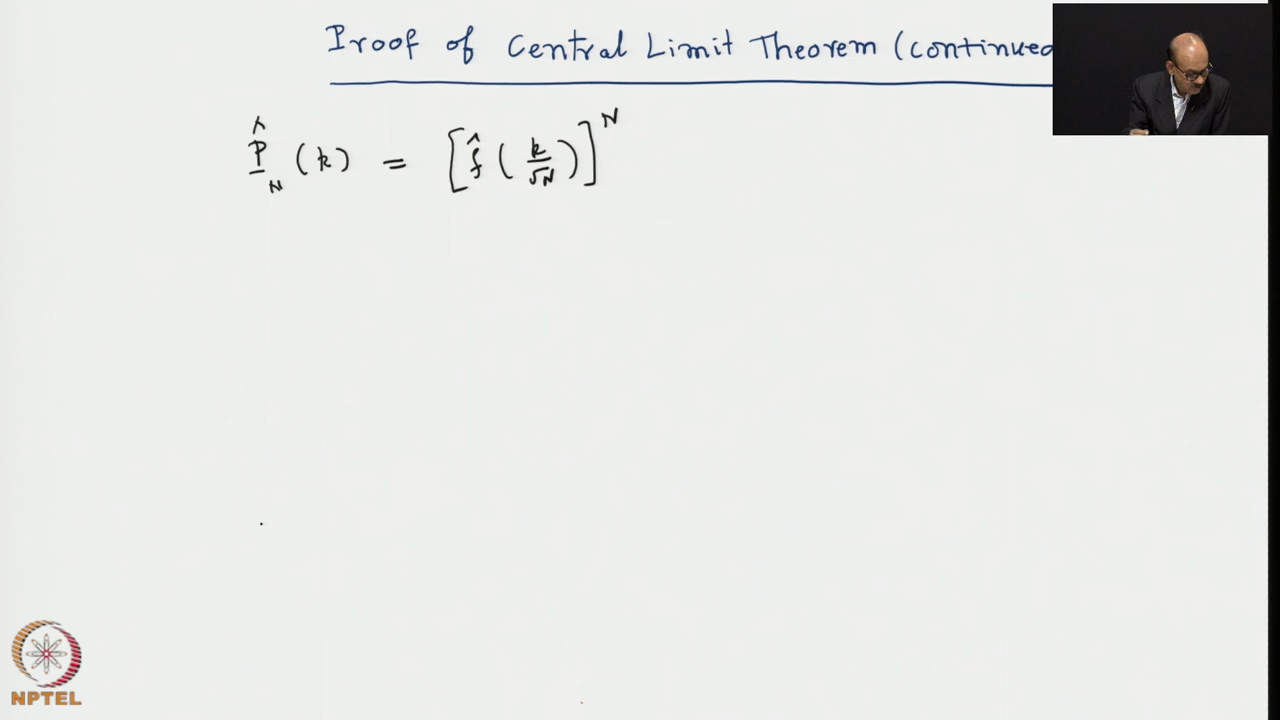 Proof of Central Limit Theorem (continued
P̂_N (k) = [f̂ (k/√N)]^N
NPTEL